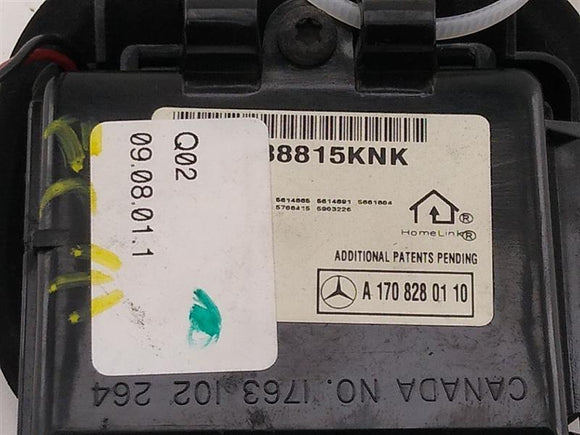 38815KNK
5614885 5614691 5661804
5708415 5903226
HomeLink®
ADDITIONAL PATENTS PENDING
A 170 828 01 10
Q02
09.08.01.1
CANADA NO. 1763 102 264